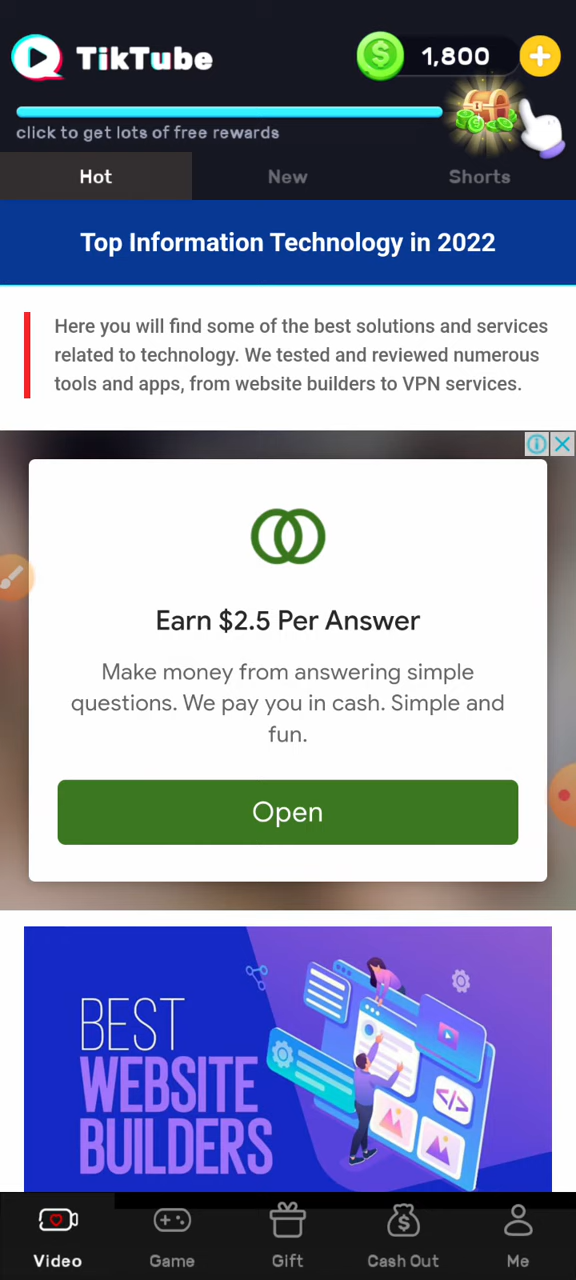 TikTube
1,800
click to get lots of free rewards
Hot New Shorts
Top Information Technology in 2022
Here you will find some of the best solutions and services
related to technology. We tested and reviewed numerous
tools and apps, from website builders to VPN services.
Earn $2.5 Per Answer
Make money from answering simple
questions. We pay you in cash. Simple and
fun.
Open
BEST
WEBSITE
BUILDERS
Video Game Gift Cash Out Me